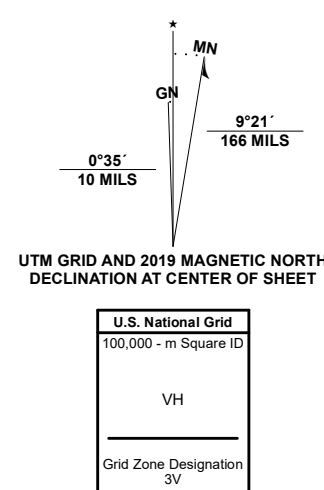 ★
MN
GN
9°21´
166 MILS
0°35´
10 MILS
UTM GRID AND 2019 MAGNETIC NORTH
DECLINATION AT CENTER OF SHEET
U.S. National Grid
100,000 - m Square ID
VH
Grid Zone Designation
3V